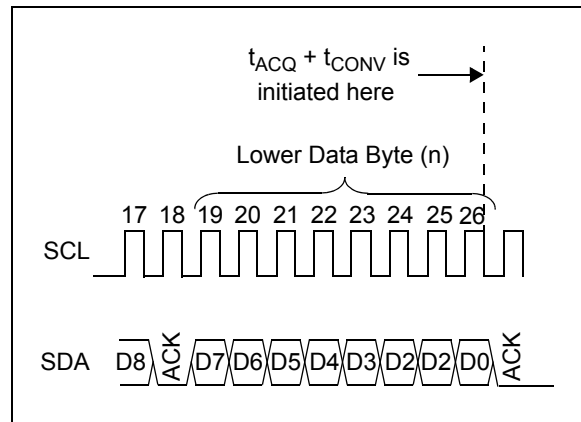 tACQ + tCONV is
initiated here
Lower Data Byte (n)
17 18 19 20 21 22 23 24 25 26
SCL
SDA D8 ACK D7 D6 D5 D4 D3 D2 D2 D0 ACK